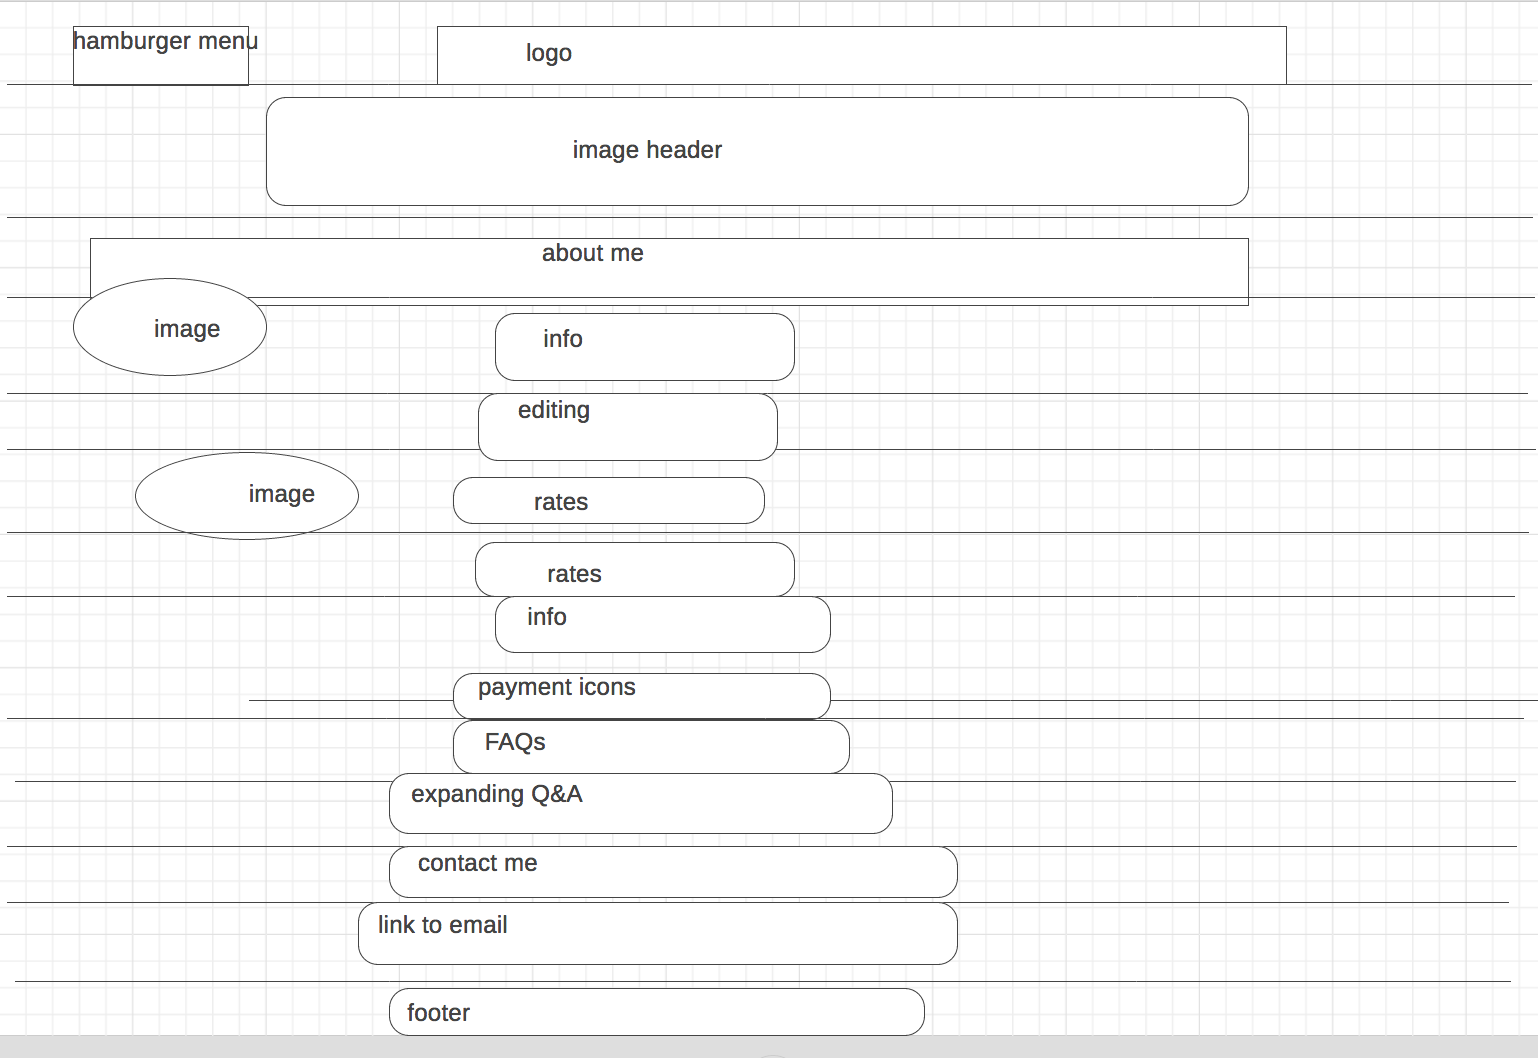 hamburger menu
logo
image header
about me
image
info
editing
image
rates
rates
info
payment icons
FAQs
expanding Q&A
contact me
link to email
footer